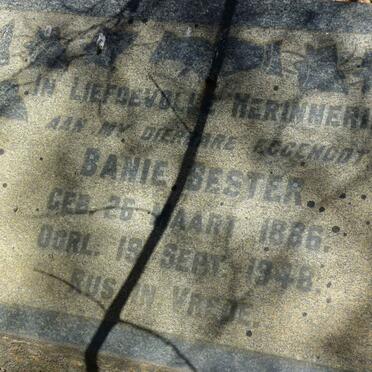 IN LIEFDEVOLLE HERINNERING
AAN MY DIERBARE EGGENOOT
BANIE BESTER
GEB. 26 MAART 1886.
OORL. 19 SEPT. 1948.
RUS IN VREDE.